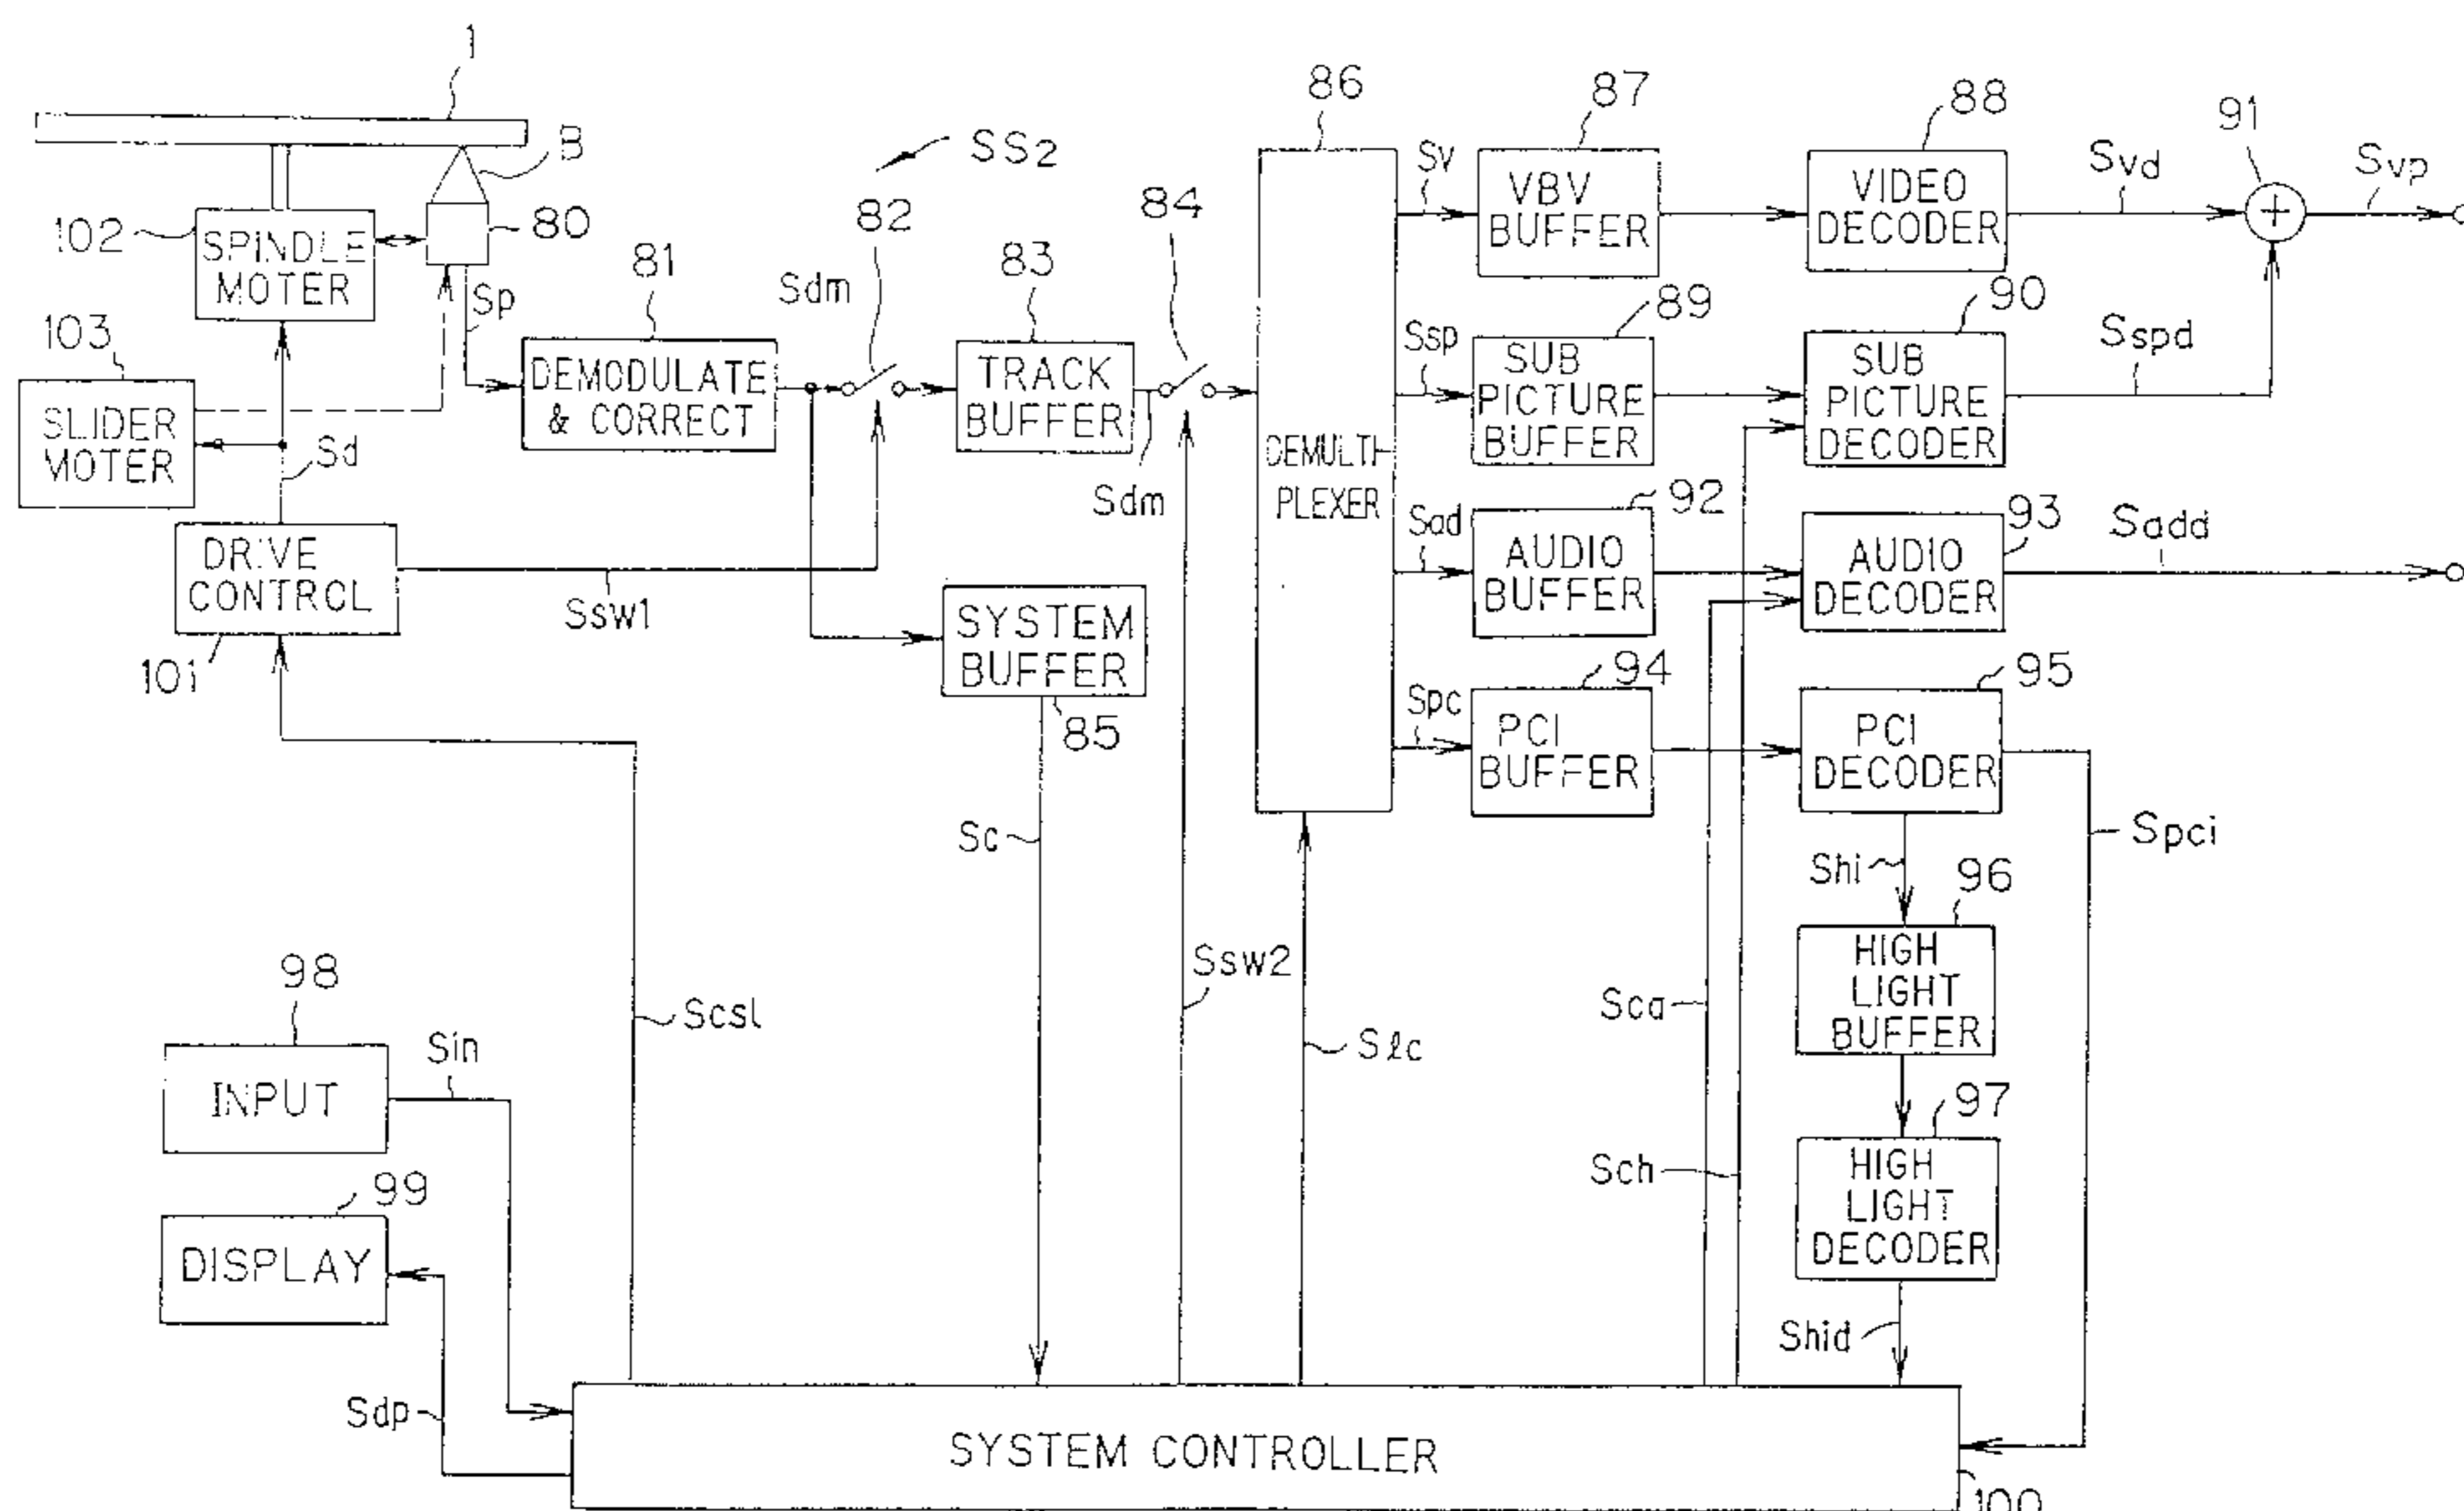 1
B
SS2
86
87
88
91
102
SPINDLE
MOTER
80
82
84
Sv
VBV
BUFFER
VIDEO
DECODER
Svd
Svp
103
SLIDER
MOTER
Sp
Sdm
81
DEMODULATE
& CORRECT
83
TRACK
BUFFER
Sdm
DEMULTI-
PLEXER
Ssp
89
SUB
PICTURE
BUFFER
90
SUB
PICTURE
DECODER
Sspd
Sd
DRIVE
CONTROL
101
Ssw1
SYSTEM
BUFFER
85
Sad
92
AUDIO
BUFFER
93
AUDIO
DECODER
Sadd
Spc
94
PCI
BUFFER
95
PCI
DECODER
Spci
Sc
Shi
96
HIGH
LIGHT
BUFFER
98
INPUT
Sin
Scsl
Ssw2
Slc
Sca
Sch
97
HIGH
LIGHT
DECODER
99
DISPLAY
Sdp
Shid
SYSTEM CONTROLLER
100